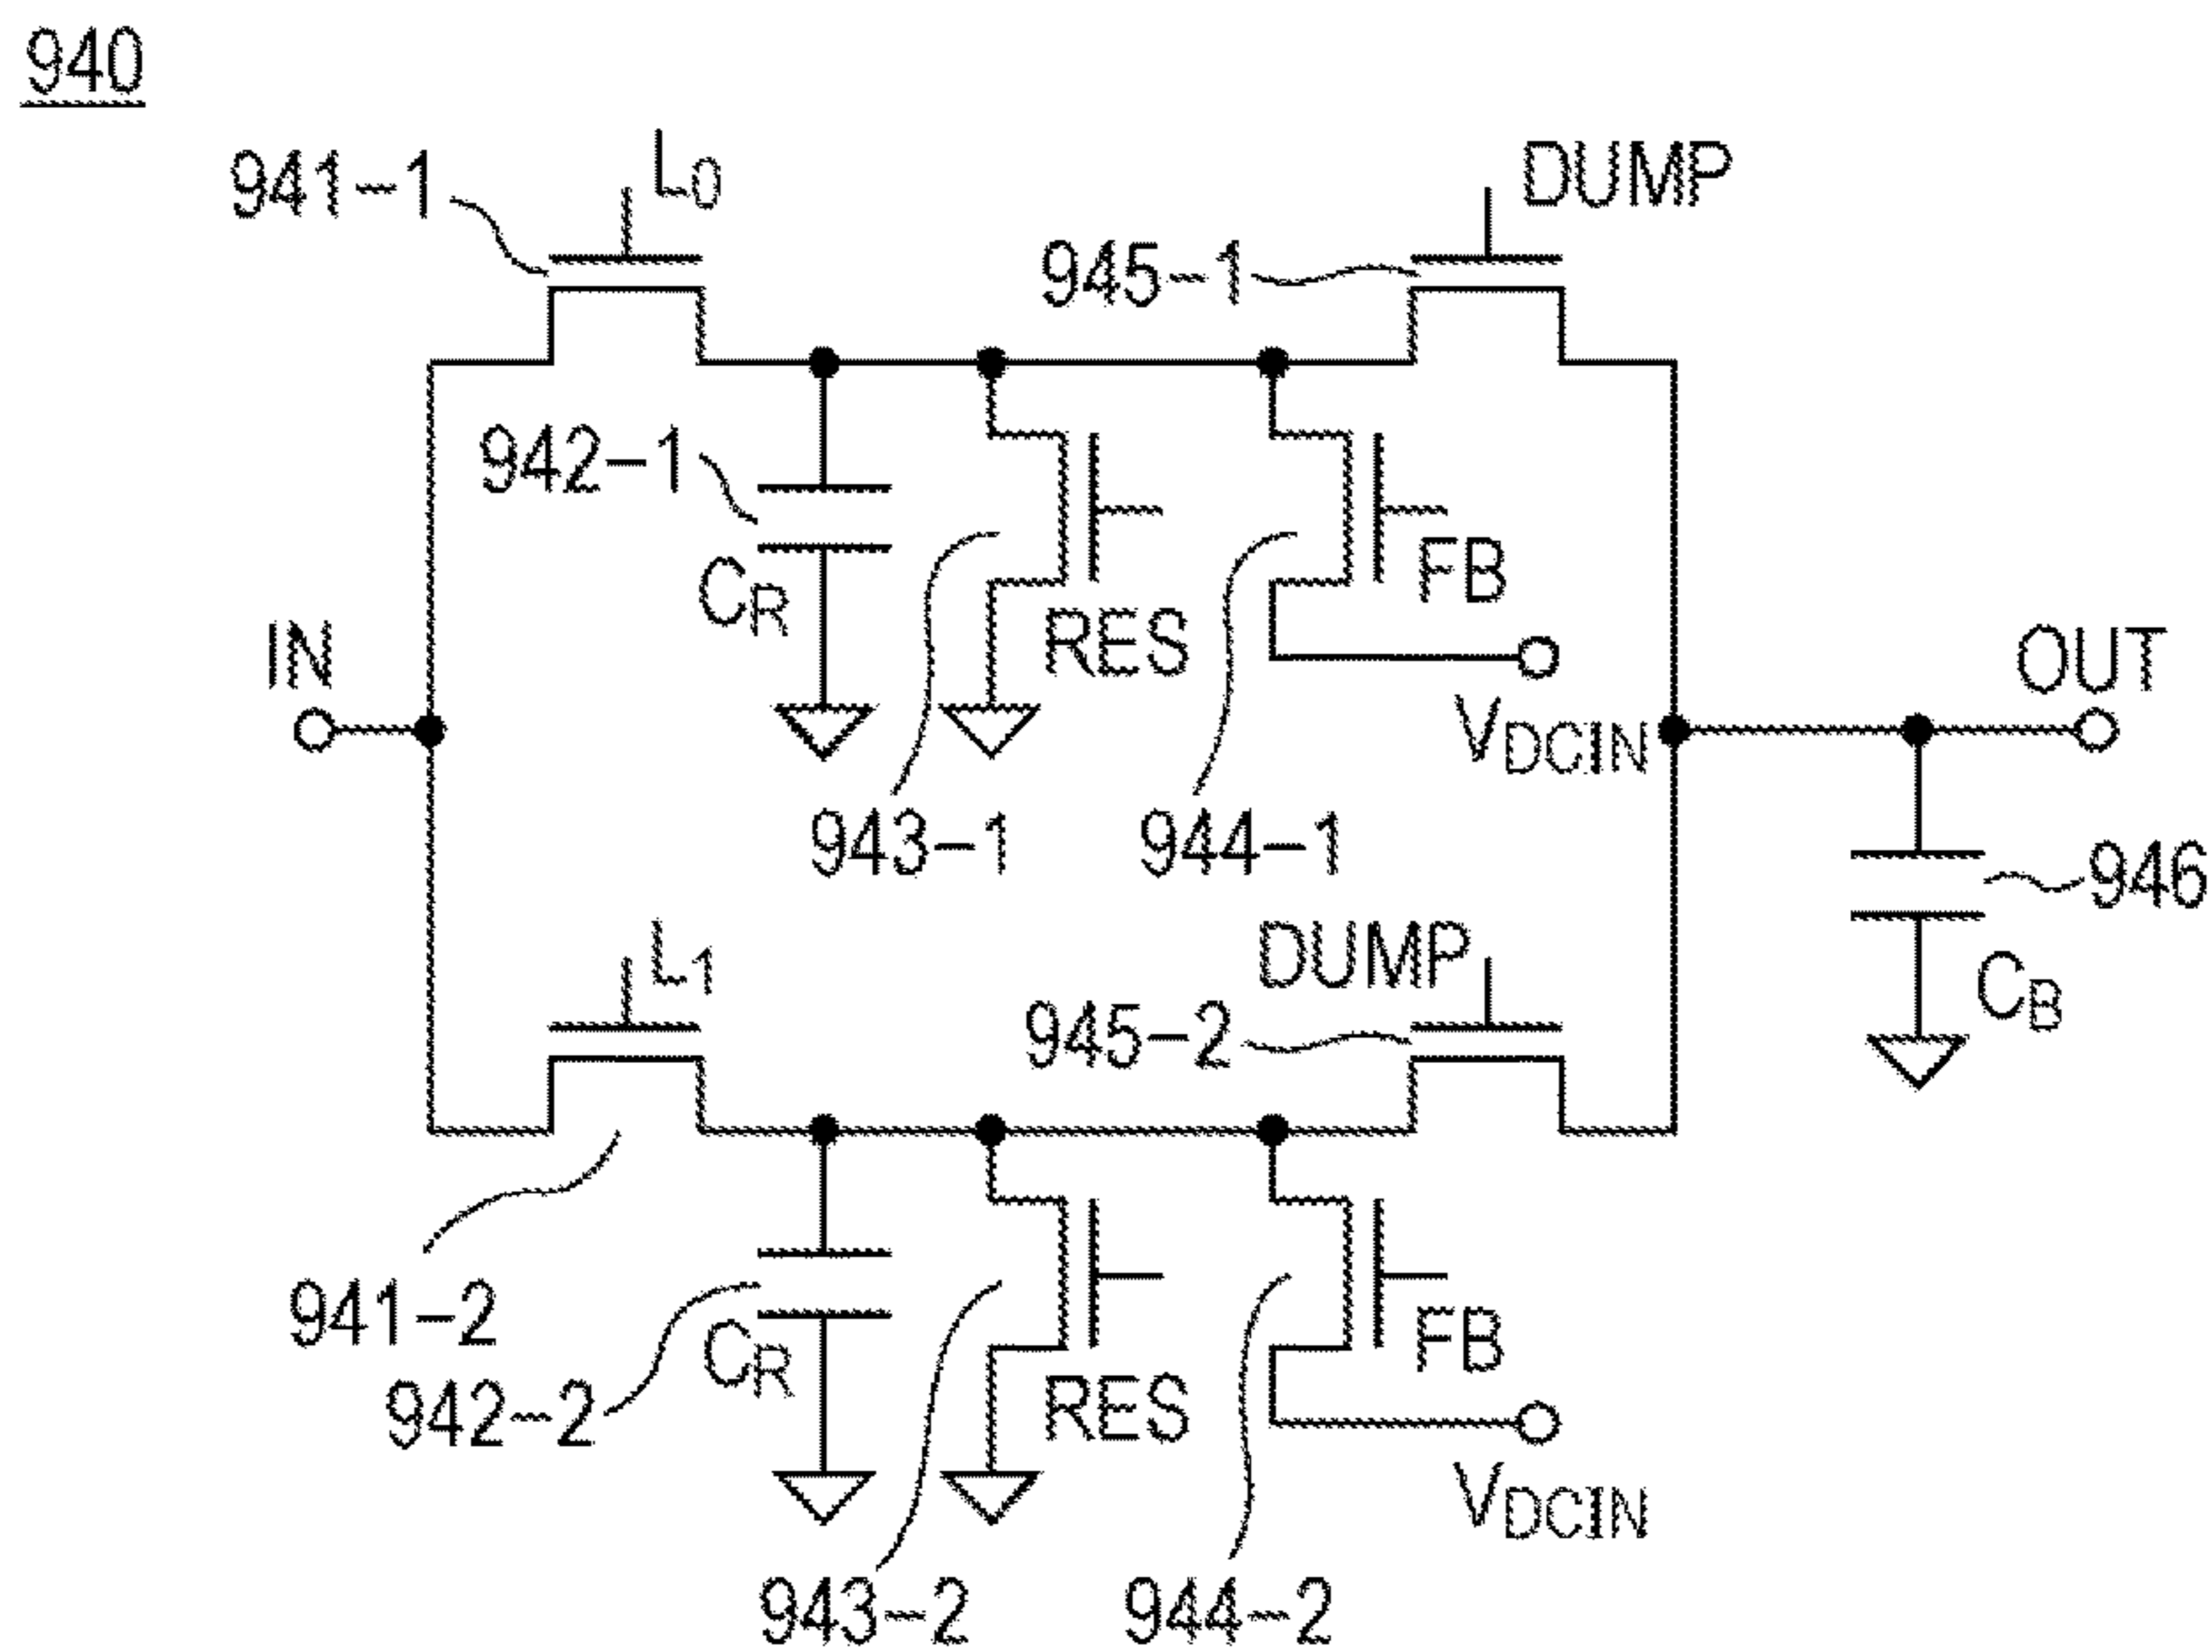 940
941-1
L0
DUMP
945-1
942-1
CR
FB
RES
IN
VDCIN
OUT
943-1
944-1
946
CB
L1
DUMP
945-2
941-2
942-2
CR
FB
RES
VDCIN
943-2
944-2